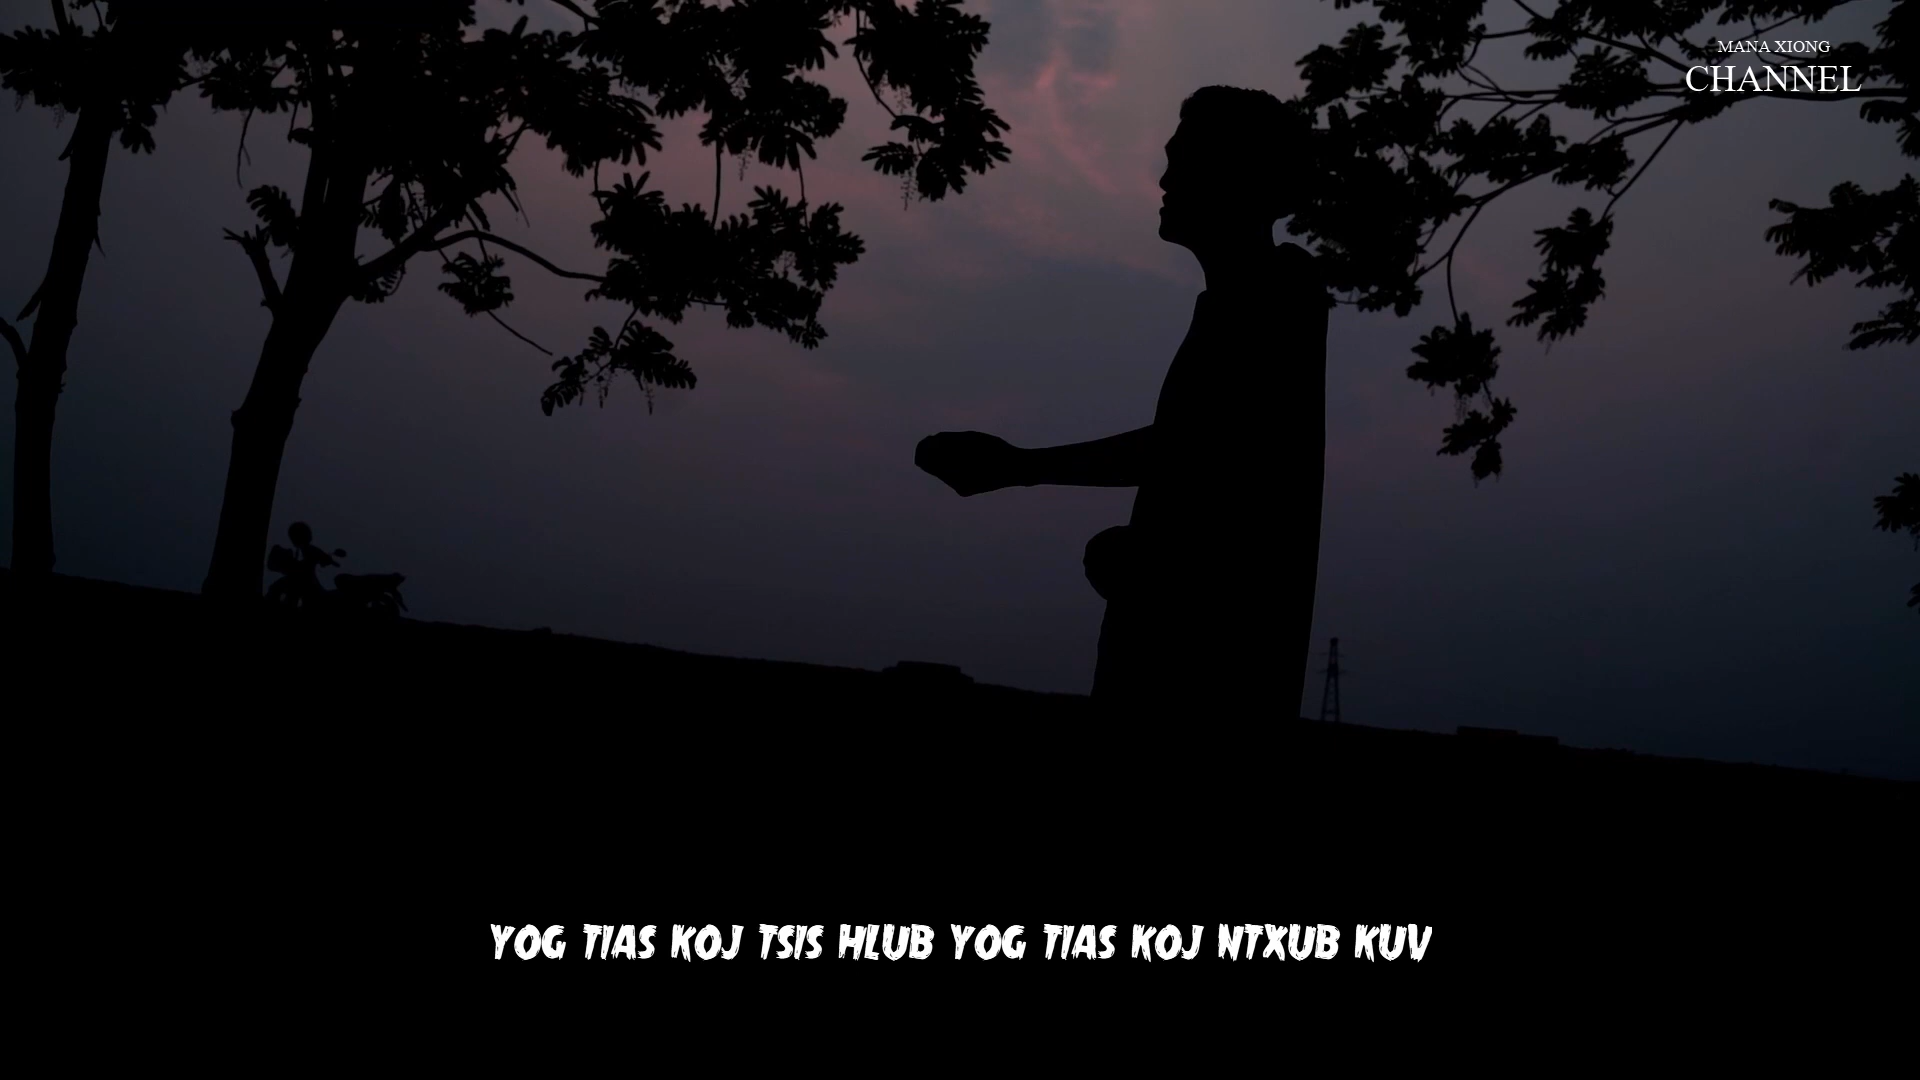 MANA XIONG
CHANNEL
YOG TIAS KOJ TSIS HLUB YOG TIAS KOJ NTXUB KUV